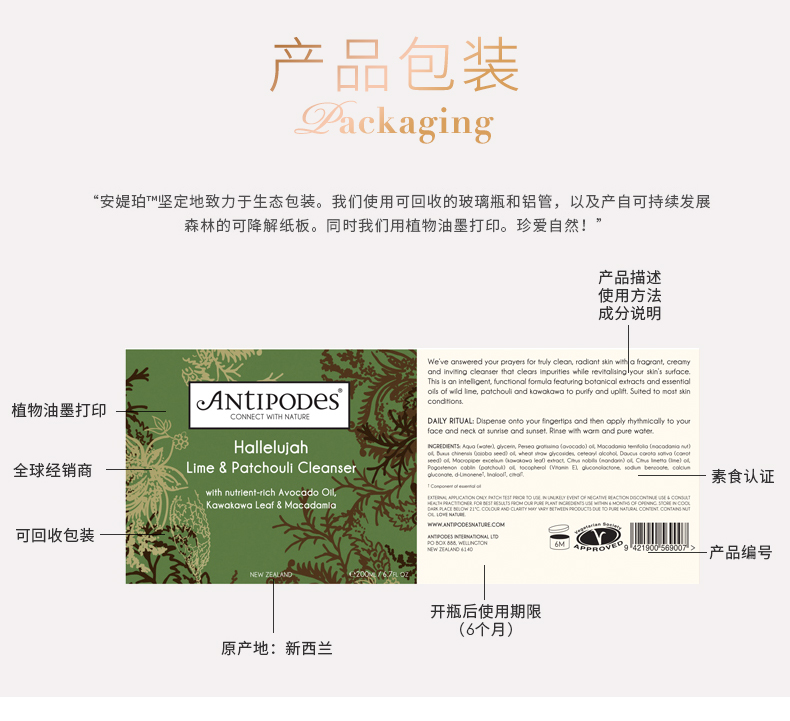 产品包装
Packaging
“安媞珀™坚定地致力于生态包装。我们使用可回收的玻璃瓶和铝管，以及产自可持续发展
森林的可降解纸板。同时我们用植物油墨打印。珍爱自然！”
产品描述
使用方法
成分说明
植物油墨打印
全球经销商
可回收包装
ANTIPODES®
CONNECT WITH NATURE
Hallelujah
Lime & Patchouli Cleanser
with nutrient-rich Avocado Oil,
Kawakawa Leaf & Macadamia
NEW ZEALAND
℮200ML / 6.7FL.OZ
We've answered your prayers for truly clean, radiant skin with a fragrant, creamy
and inviting cleanser that clears impurities while revitalising your skin's surface.
This is an intelligent, functional formula featuring botanical extracts and essential
oils of wild lime, patchouli and kawakawa to purify and uplift. Suited to most skin
conditions.
DAILY RITUAL: Dispense onto your fingertips and then apply rhythmically to your
face and neck at sunrise and sunset. Rinse with warm and pure water.
INGREDIENTS: Aqua (water), glycerin, Persea gratissima (avocado) oil, Macadamia ternifolia (macadamia nut)
oil, Buxus chinensis (jojoba seed) oil, wheat straw glycosides, cetearyl alcohol, Daucus carota sativa (carrot
seed) oil, Macropiper excelsum (kawakawa leaf) extract, Citrus nobilis (mandarin) oil, Citrus limetta (lime) oil,
Pogostemon cablin (patchouli) oil, tocopherol (Vitamin E), gluconolactone, sodium benzoate, calcium
gluconate, d-Limonene†, linalool†, citral†.
† Component of essential oil
EXTERNAL APPLICATION ONLY. PATCH TEST PRIOR TO USE. IN UNLIKELY EVENT OF NEGATIVE REACTION DISCONTINUE USE & CONSULT
HEALTH PRACTITIONER. FOR BEST RESULTS FROM OUR PURE PLANT INGREDIENTS USE WITHIN 6 MONTHS OF OPENING. STORE IN COOL
DARK PLACE BELOW 21°C. COLOUR AND CLARITY MAY VARY BETWEEN PRODUCTS DUE TO PURE NATURAL CONTENT. CONTAINS NUT
OIL. LOVE NATURE.
WWW.ANTIPODESNATURE.COM
ANTIPODES INTERNATIONAL LTD
PO BOX 888, WELLINGTON
NEW ZEALAND 6140
6M
Vegetarian Society
APPROVED
9 421900 569007 >
素食认证
产品编号
开瓶后使用期限
（6个月）
原产地：新西兰